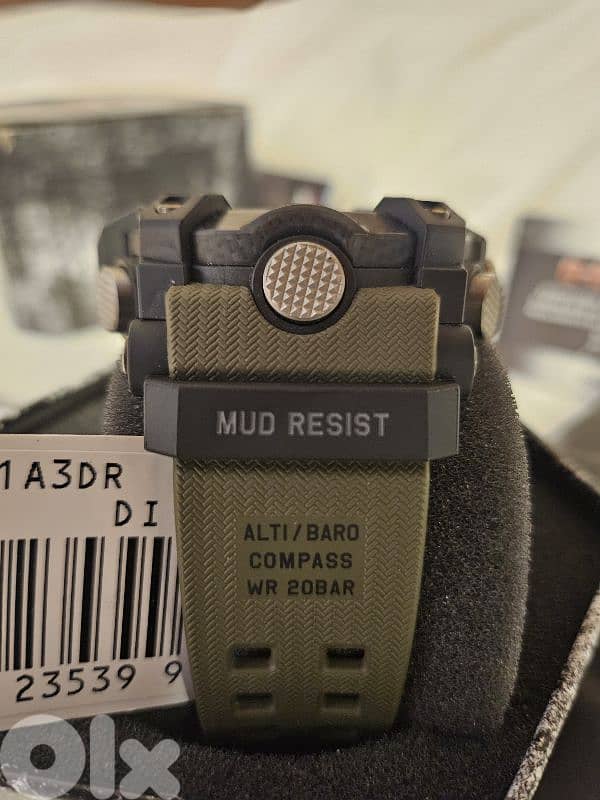 MUD RESIST
ALTI/BARO
COMPASS
WR 20BAR
1A3DR
DI
23539 9
OLX